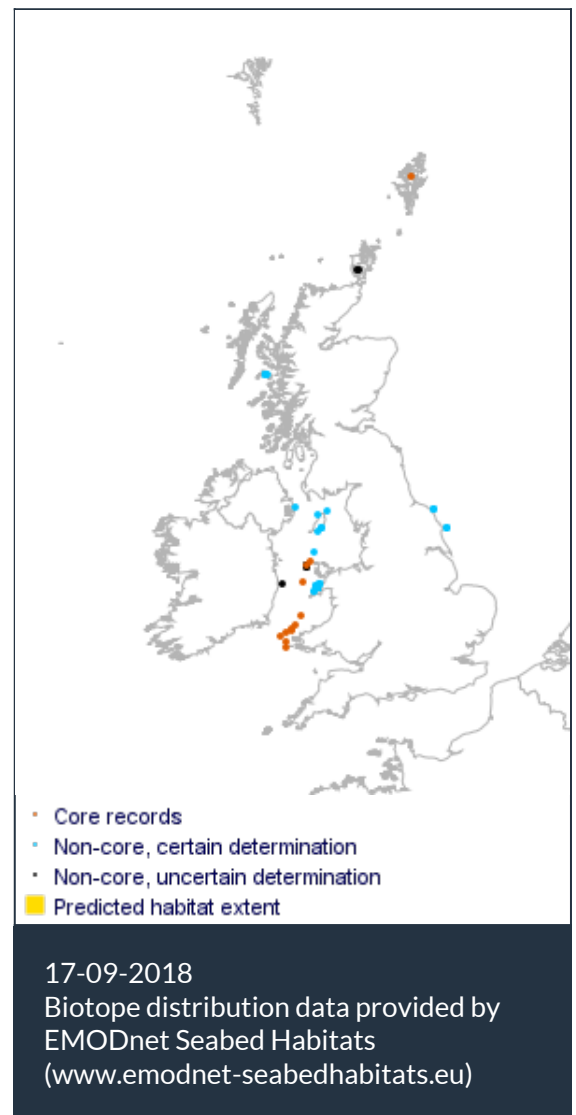 Core records
Non-core, certain determination
Non-core, uncertain determination
Predicted habitat extent
17-09-2018
Biotope distribution data provided by
EMODnet Seabed Habitats
(www.emodnet-seabedhabitats.eu)